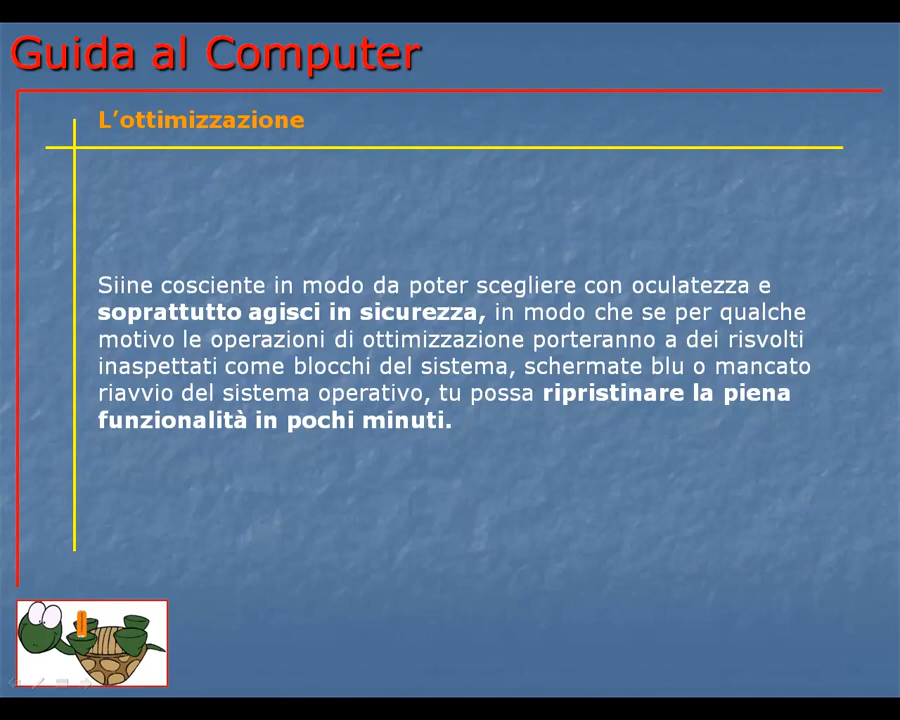 Guida al Computer
L’ottimizzazione
Siine cosciente in modo da poter scegliere con oculatezza e
soprattutto agisci in sicurezza, in modo che se per qualche
motivo le operazioni di ottimizzazione porteranno a dei risvolti
inaspettati come blocchi del sistema, schermate blu o mancato
riavvio del sistema operativo, tu possa ripristinare la piena
funzionalità in pochi minuti.